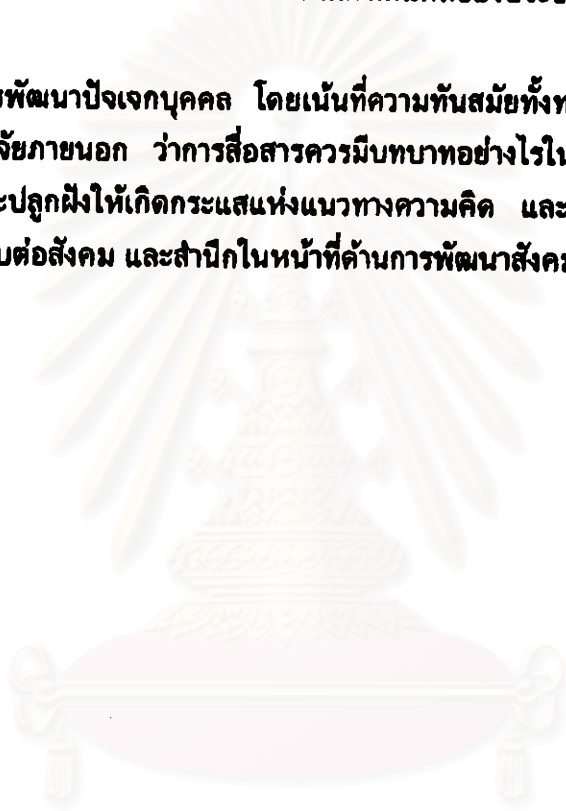 รพัฒนาปัจเจกบุคคล โดยเน้นที่ความทันสมัยทั้งท
จัยภายนอก ว่าการสื่อสารควรมีบทบาทอย่างไรใน
ะปลูกฝังให้เกิดกระแสแห่งแนวทางความคิด และ
บต่อสังคม และสำนึกในหน้าที่ด้านการพัฒนาสังคม